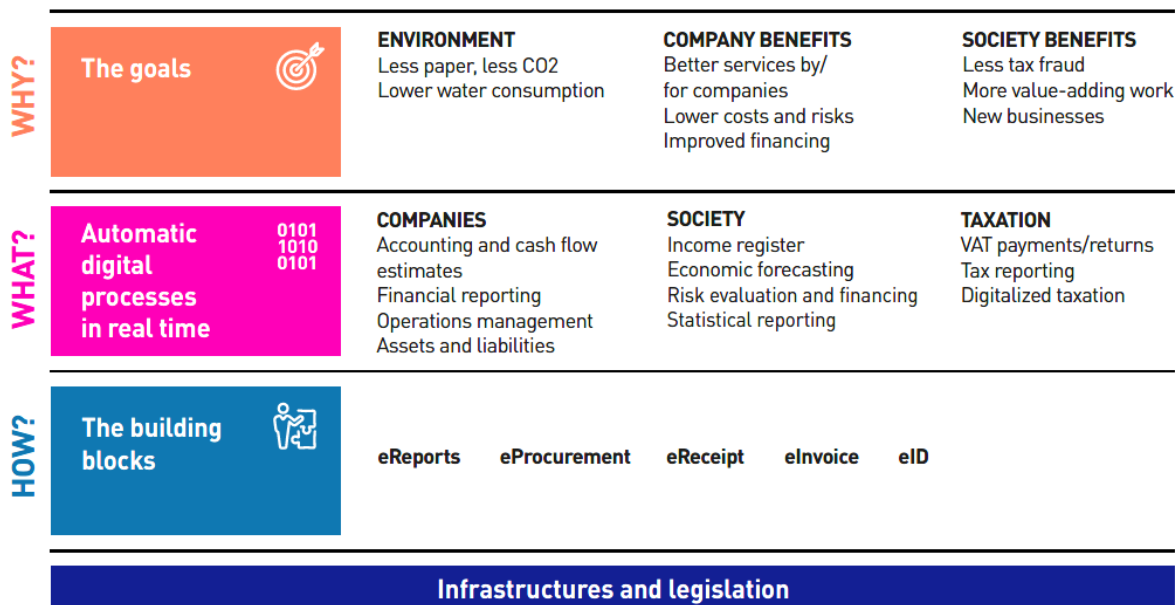 WHY?
The goals
ENVIRONMENT
Less paper, less CO2
Lower water consumption
COMPANY BENEFITS
Better services by/
for companies
Lower costs and risks
Improved financing
SOCIETY BENEFITS
Less tax fraud
More value-adding work
New businesses
WHAT?
Automatic
digital
processes
in real time
0101
1010
0101
COMPANIES
Accounting and cash flow
estimates
Financial reporting
Operations management
Assets and liabilities
SOCIETY
Income register
Economic forecasting
Risk evaluation and financing
Statistical reporting
TAXATION
VAT payments/returns
Tax reporting
Digitalized taxation
HOW?
The building
blocks
eReports eProcurement eReceipt eInvoice eID
Infrastructures and legislation